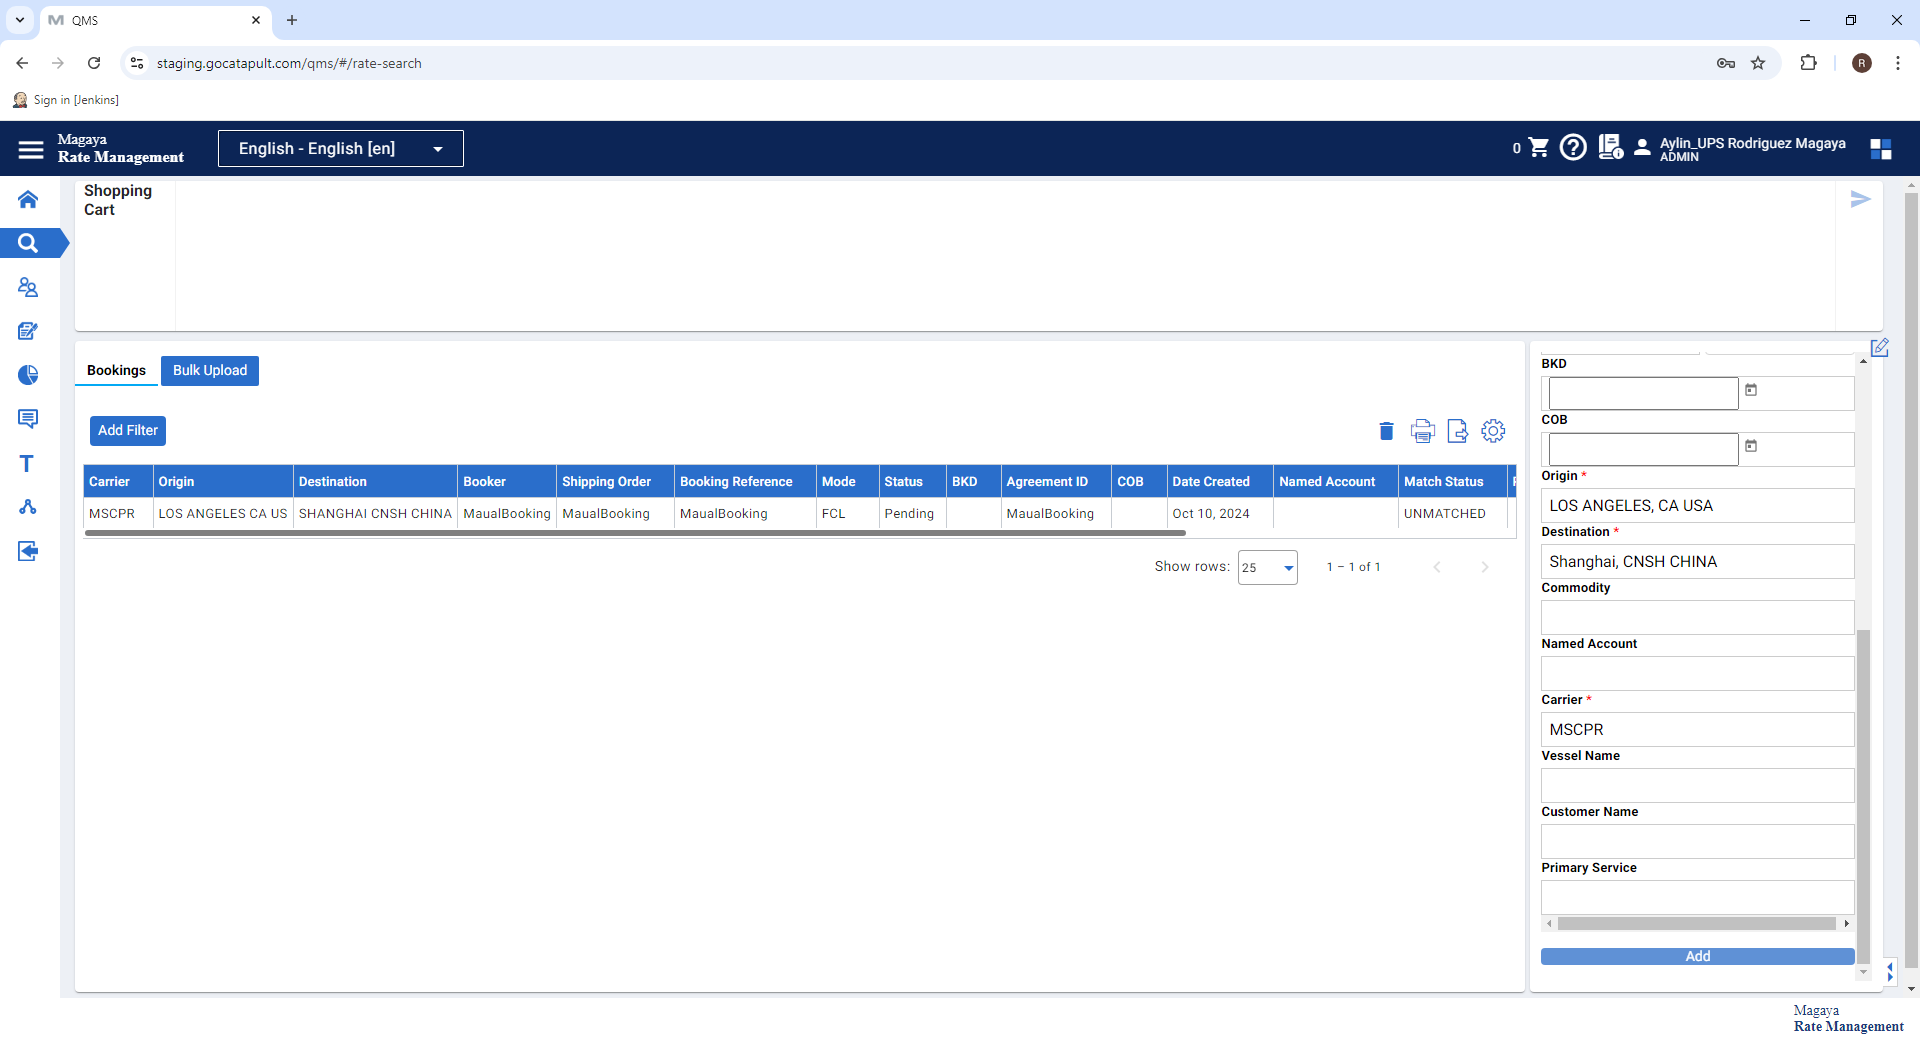 QMS
staging.gocatapult.com/qms/#/rate-search
R
Sign in [Jenkins]
Magaya
Rate Management
English - English [en]
0
Aylin_UPS Rodriguez Magaya
ADMIN
Shopping
Cart
Bookings
Bulk Upload
Add Filter
Carrier Origin Destination Booker Shipping Order Booking Reference Mode Status BKD Agreement ID COB Date Created Named Account Match Status
MSCPR LOS ANGELES CA US SHANGHAI CNSH CHINA MaualBooking MaualBooking MaualBooking FCL Pending MaualBooking Oct 10, 2024 UNMATCHED
Show rows: 25 1 – 1 of 1
BKD
COB
Origin *
LOS ANGELES, CA USA
Destination *
Shanghai, CNSH CHINA
Commodity
Named Account
Carrier *
MSCPR
Vessel Name
Customer Name
Primary Service
Add
Magaya
Rate Management